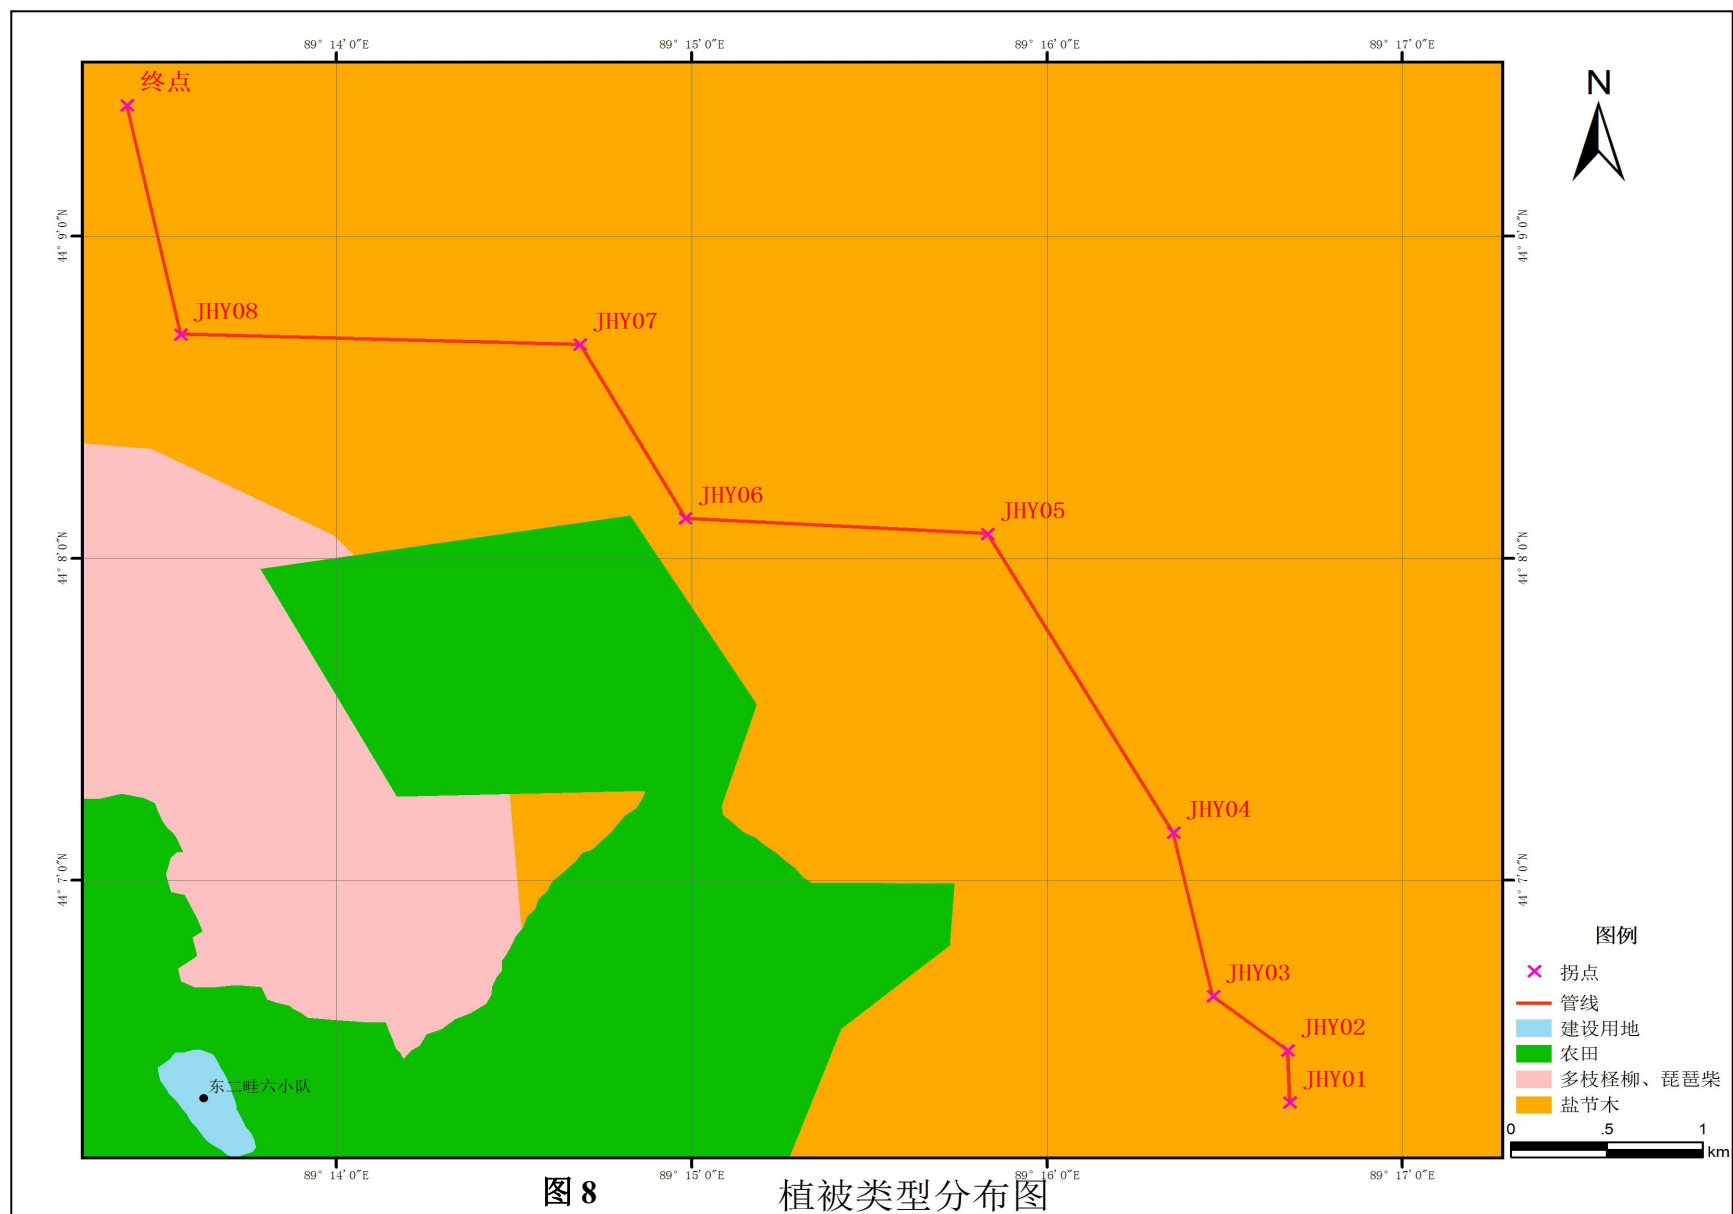 89° 14'0"E
89° 15'0"E
89° 16'0"E
89° 17'0"E
终点
N
44° 9'0"N
44° 9'0"N
JHY08
JHY07
JHY06
JHY05
44° 8'0"N
44° 8'0"N
JHY04
44° 7'0"N
44° 7'0"N
JHY03
JHY02
JHY01
东二畦六小队
图例
拐点
管线
建设用地
农田
多枝柽柳、琵琶柴
盐节木
0 .5 1
km
89° 14'0"E
89° 15'0"E
89° 16'0"E
89° 17'0"E
图 8 植被类型分布图